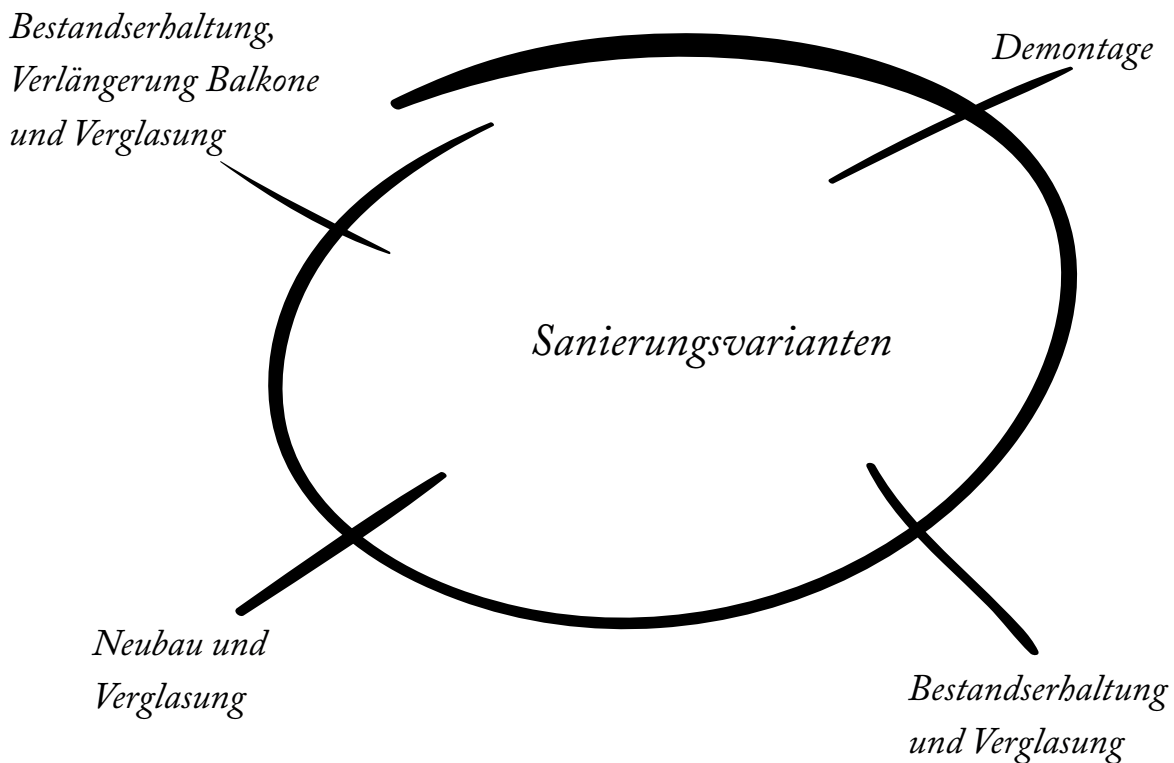 Bestandserhaltung,
Verlängerung Balkone
und Verglasung
Demontage
Sanierungsvarianten
Neubau und
Verglasung
Bestandserhaltung
und Verglasung